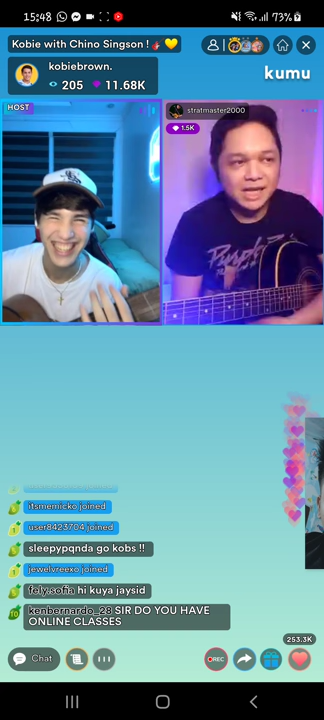 15:48
73%
Kobie with Chino Singson !
kobiebrown.
205 11.68K
kumu
HOST
stratmaster2000
1.5K
Purple
itsmemicko joined
user8423704 joined
sleepypqnda go kobs !!
jewelvreexo joined
fely.sofia hi kuya jaysid
kenbernardo_28 SIR DO YOU HAVE
ONLINE CLASSES
253.3K
Chat
REC